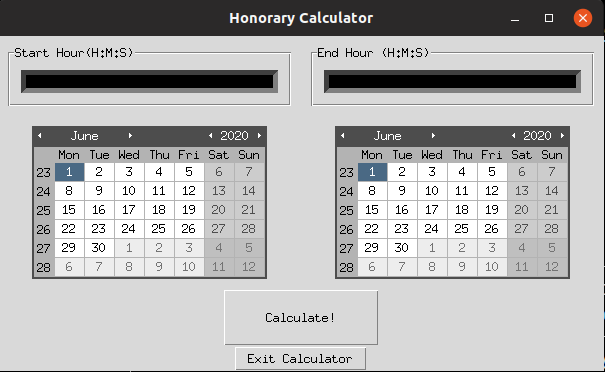 Honorary Calculator
Start Hour(H:M:S)
End Hour (H:M:S)
June 2020
Mon Tue Wed Thu Fri Sat Sun
23 1 2 3 4 5 6 7
24 8 9 10 11 12 13 14
25 15 16 17 18 19 20 21
26 22 23 24 25 26 27 28
27 29 30 1 2 3 4 5
28 6 7 8 9 10 11 12
June 2020
Mon Tue Wed Thu Fri Sat Sun
23 1 2 3 4 5 6 7
24 8 9 10 11 12 13 14
25 15 16 17 18 19 20 21
26 22 23 24 25 26 27 28
27 29 30 1 2 3 4 5
28 6 7 8 9 10 11 12
Calculate!
Exit Calculator